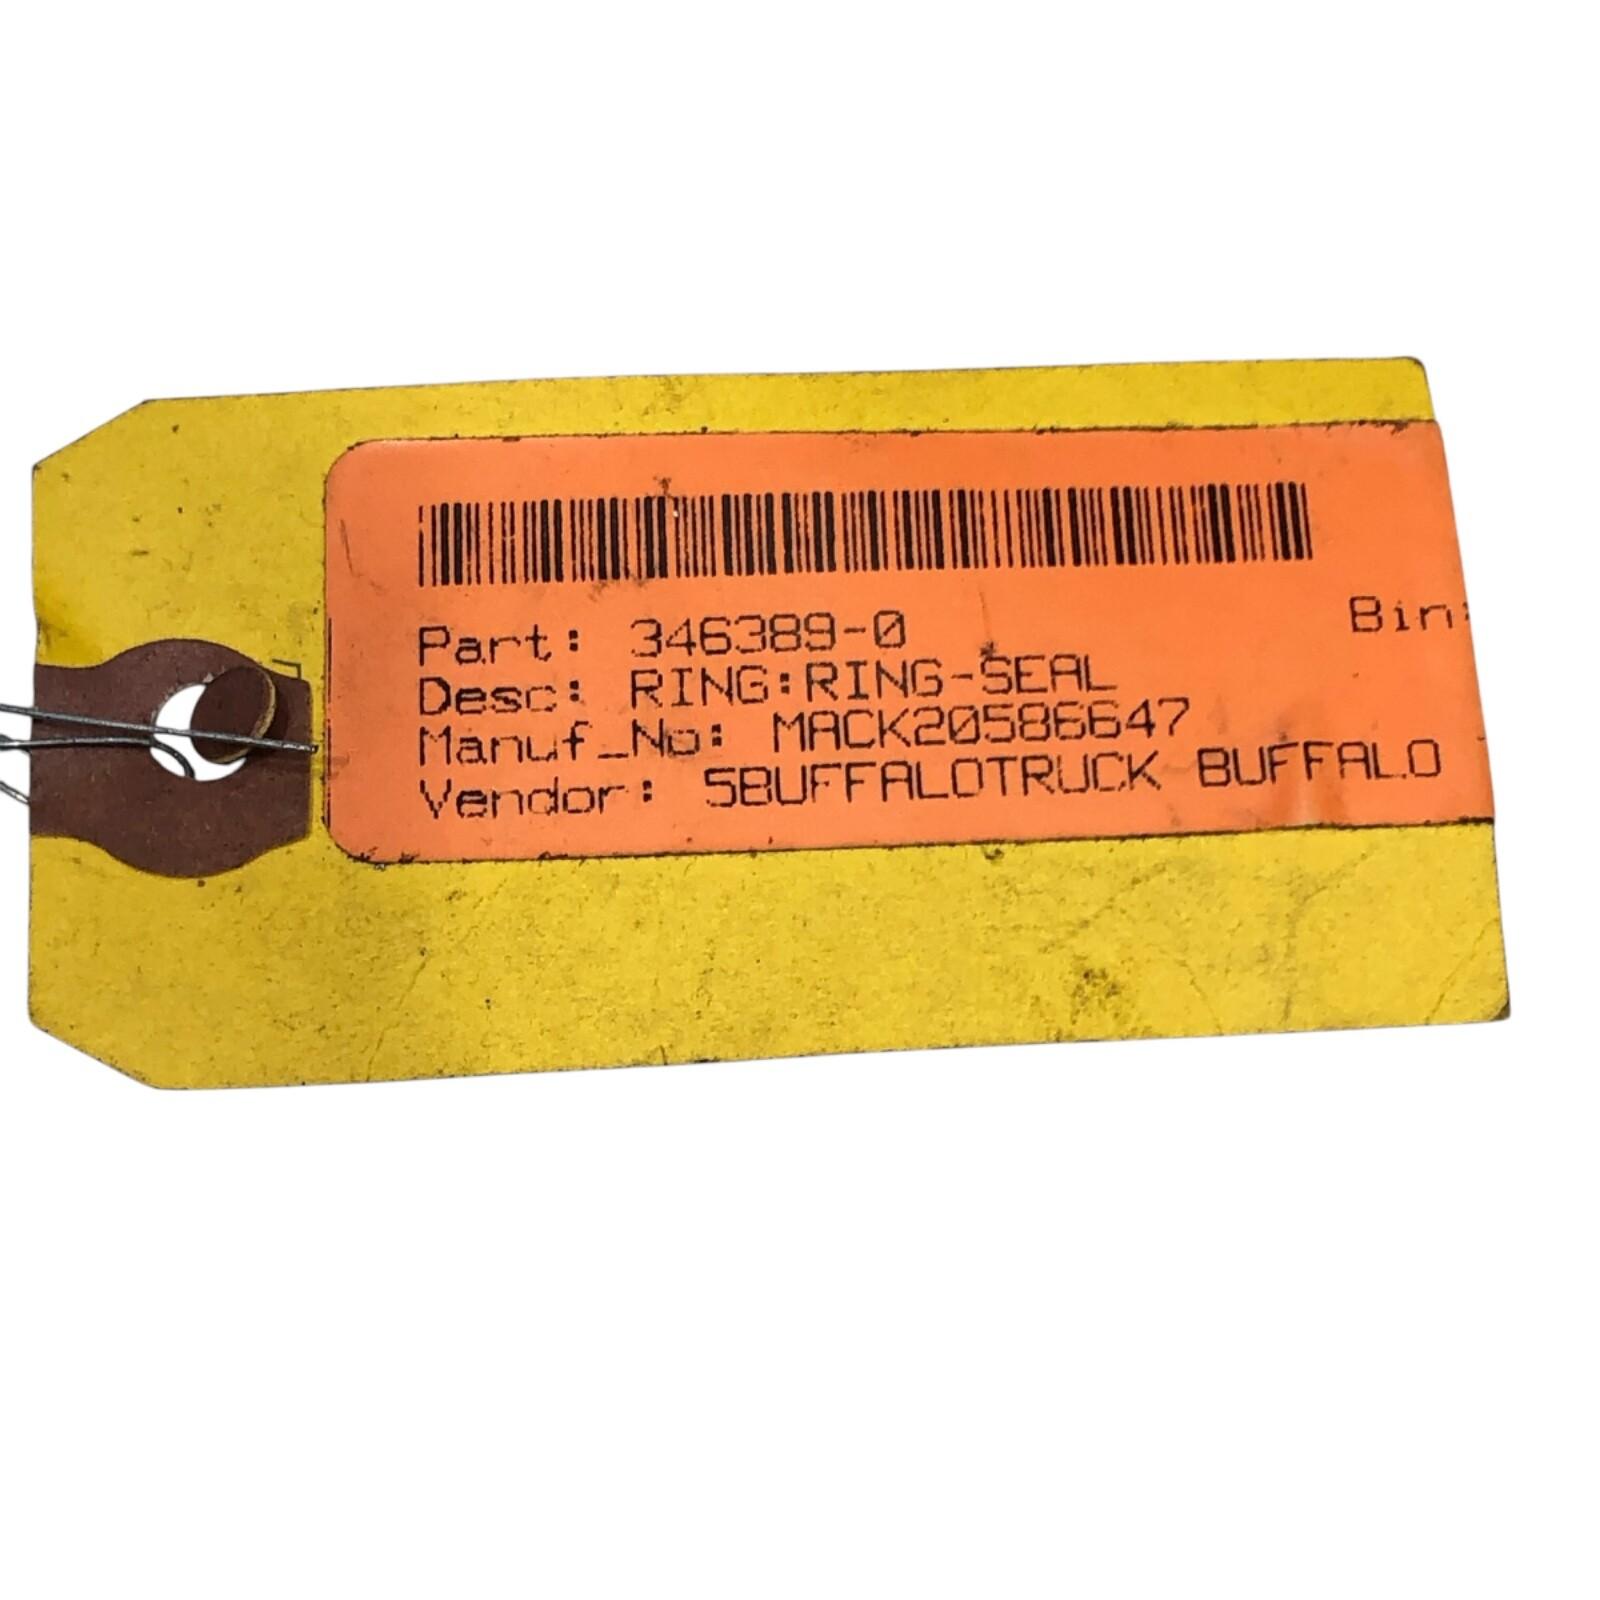 Part: 346389-0 Bin:
Desc: RING:RING-SEAL
Manuf_No: MACK20586647
Vendor: 5BUFFALOTRUCK BUFFALO